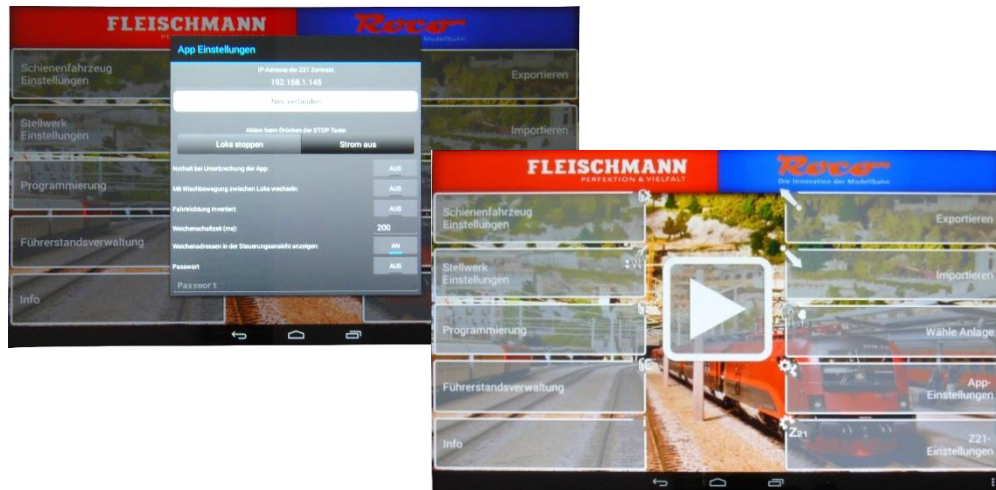 FLEISCHMANN
Roco
Modellbahn
App Einstellungen
IP-Adresse der Z21 Zentrale:
192.168.1.145
Neu verbinden
Aktion beim Drücken der STOP Taste:
Loks stoppen
Strom aus
Nothalt bei Unterbrechung der App:
AUS
Mit Wischbewegung zwischen Loks wechseln:
AUS
Fahrtrichtung invertiert
AUS
Weichenschaltzeit (ms):
200
Weichenadressen in der Steuerungsansicht anzeigen:
AN
Passwort
AUS
Passwort
Schienenfahrzeug
Einstellungen
Stellwerk
Einstellungen
Programmierung
Führerstandsverwaltung
Info
Exportieren
Importieren
FLEISCHMANN
PERFEKTION & VIELFALT
Roco
Die Innovation der Modellbahn
Schienenfahrzeug
Einstellungen
Stellwerk
Einstellungen
Programmierung
Führerstandsverwaltung
Info
Exportieren
Importieren
Wähle Anlage
App-
Einstellungen
Z21
Z21-
Einstellungen